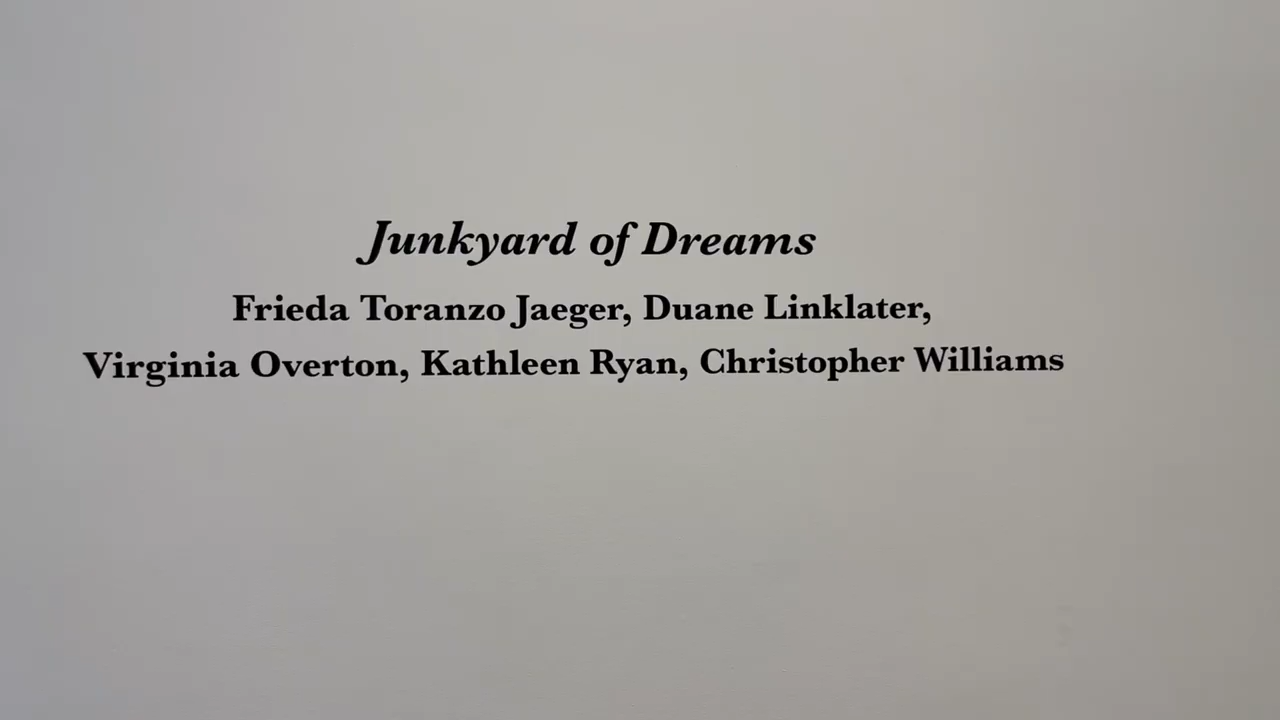 Junkyard of Dreams
Frieda Toranzo Jaeger, Duane Linklater,
Virginia Overton, Kathleen Ryan, Christopher Williams